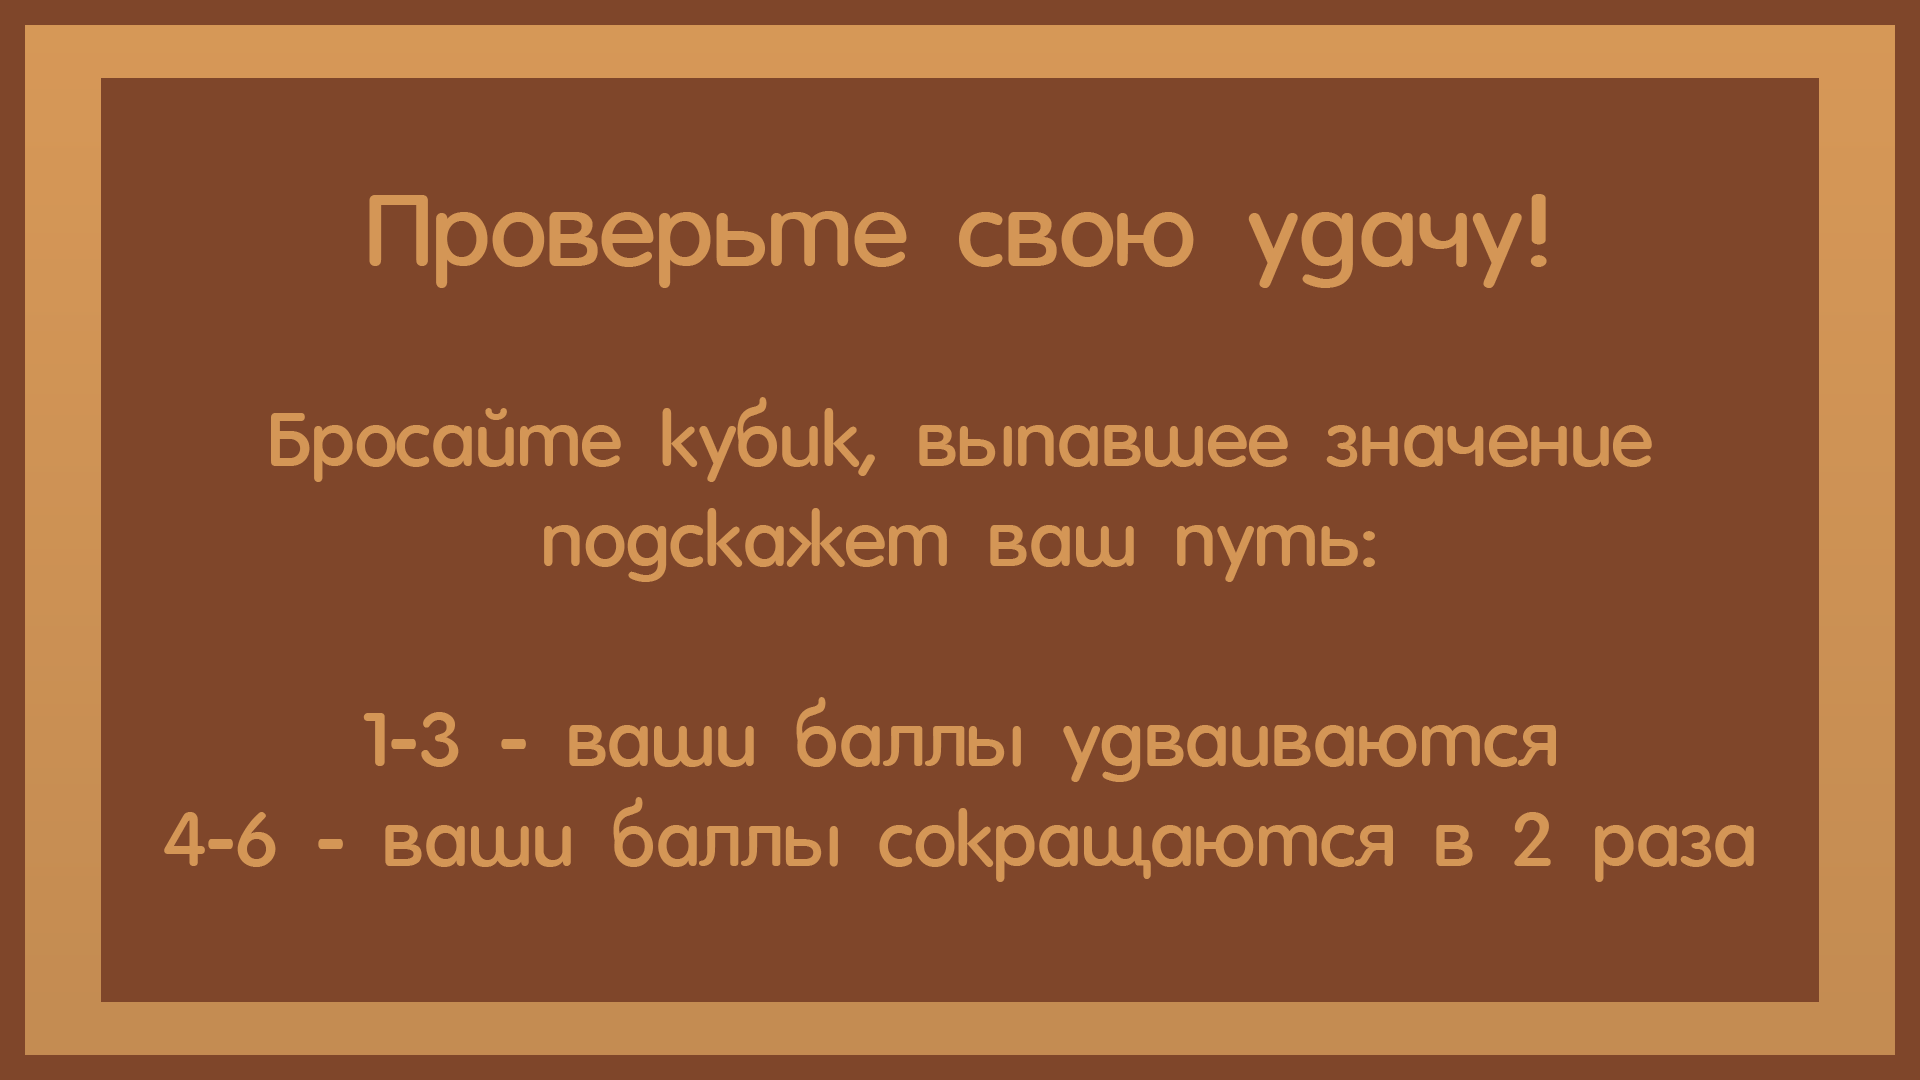 Проверьте свою удачу!
Бросайте кубик, выпавшее значение
подскажет ваш путь:
1-3 - ваши баллы удваиваются
4-6 - ваши баллы сокращаются в 2 раза